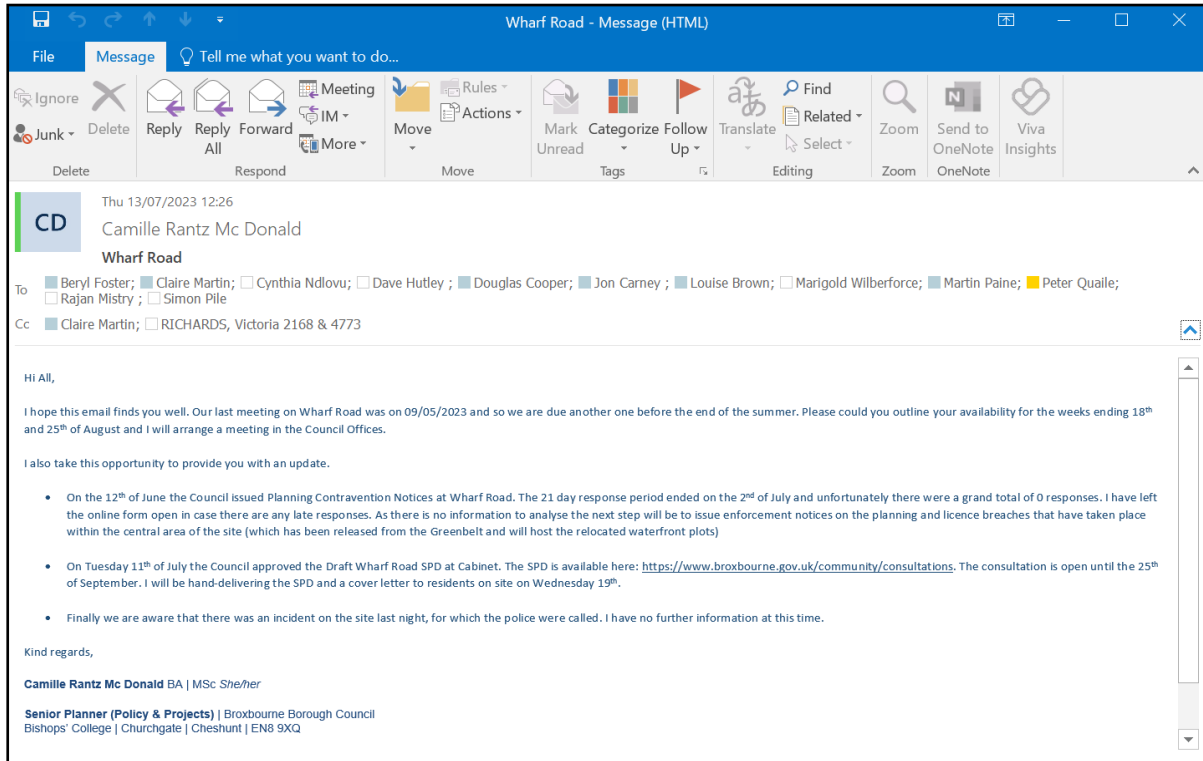 Wharf Road - Message (HTML)
File Message Tell me what you want to do...
Ignore
Junk
Delete
Reply
Reply All
Forward
Meeting
IM
More
Move
Rules
Actions
Mark Unread
Categorize
Follow Up
Translate
Find
Related
Select
Zoom
Send to OneNote
Viva Insights
Delete Respond Move Tags Editing Zoom OneNote
CD
Thu 13/07/2023 12:26
Camille Rantz Mc Donald
Wharf Road
To Beryl Foster; Claire Martin; Cynthia Ndlovu; Dave Hutley ; Douglas Cooper; Jon Carney ; Louise Brown; Marigold Wilberforce; Martin Paine; Peter Quaile;
Rajan Mistry ; Simon Pile
Cc Claire Martin; RICHARDS, Victoria 2168 & 4773
Hi All,
I hope this email finds you well. Our last meeting on Wharf Road was on 09/05/2023 and so we are due another one before the end of the summer. Please could you outline your availability for the weeks ending 18th
and 25th of August and I will arrange a meeting in the Council Offices.
I also take this opportunity to provide you with an update.
• On the 12th of June the Council issued Planning Contravention Notices at Wharf Road. The 21 day response period ended on the 2nd of July and unfortunately there were a grand total of 0 responses. I have left
the online form open in case there are any late responses. As there is no information to analyse the next step will be to issue enforcement notices on the planning and licence breaches that have taken place
within the central area of the site (which has been released from the Greenbelt and will host the relocated waterfront plots)
• On Tuesday 11th of July the Council approved the Draft Wharf Road SPD at Cabinet. The SPD is available here: https://www.broxbourne.gov.uk/community/consultations. The consultation is open until the 25th
of September. I will be hand-delivering the SPD and a cover letter to residents on site on Wednesday 19th.
• Finally we are aware that there was an incident on the site last night, for which the police were called. I have no further information at this time.
Kind regards,
Camille Rantz Mc Donald BA | MSc She/her
Senior Planner (Policy & Projects) | Broxbourne Borough Council
Bishops' College | Churchgate | Cheshunt | EN8 9XQ